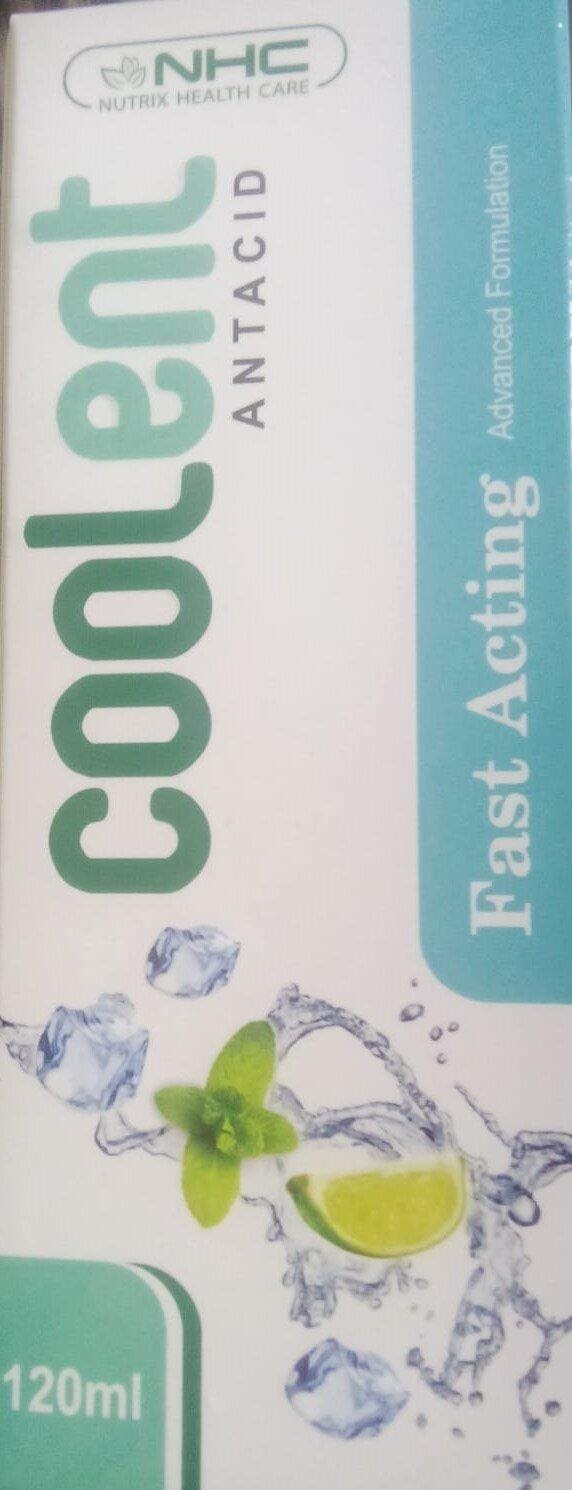 NHC
NUTRIX HEALTH CARE
coolent
ANTACID
Fast Acting Advanced Formulation
120ml